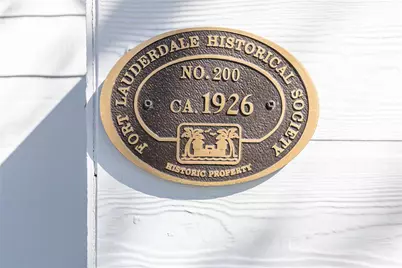 FORT LAUDERDALE HISTORICAL SOCIETY
NO. 200
CA. 1926
HISTORIC PROPERTY